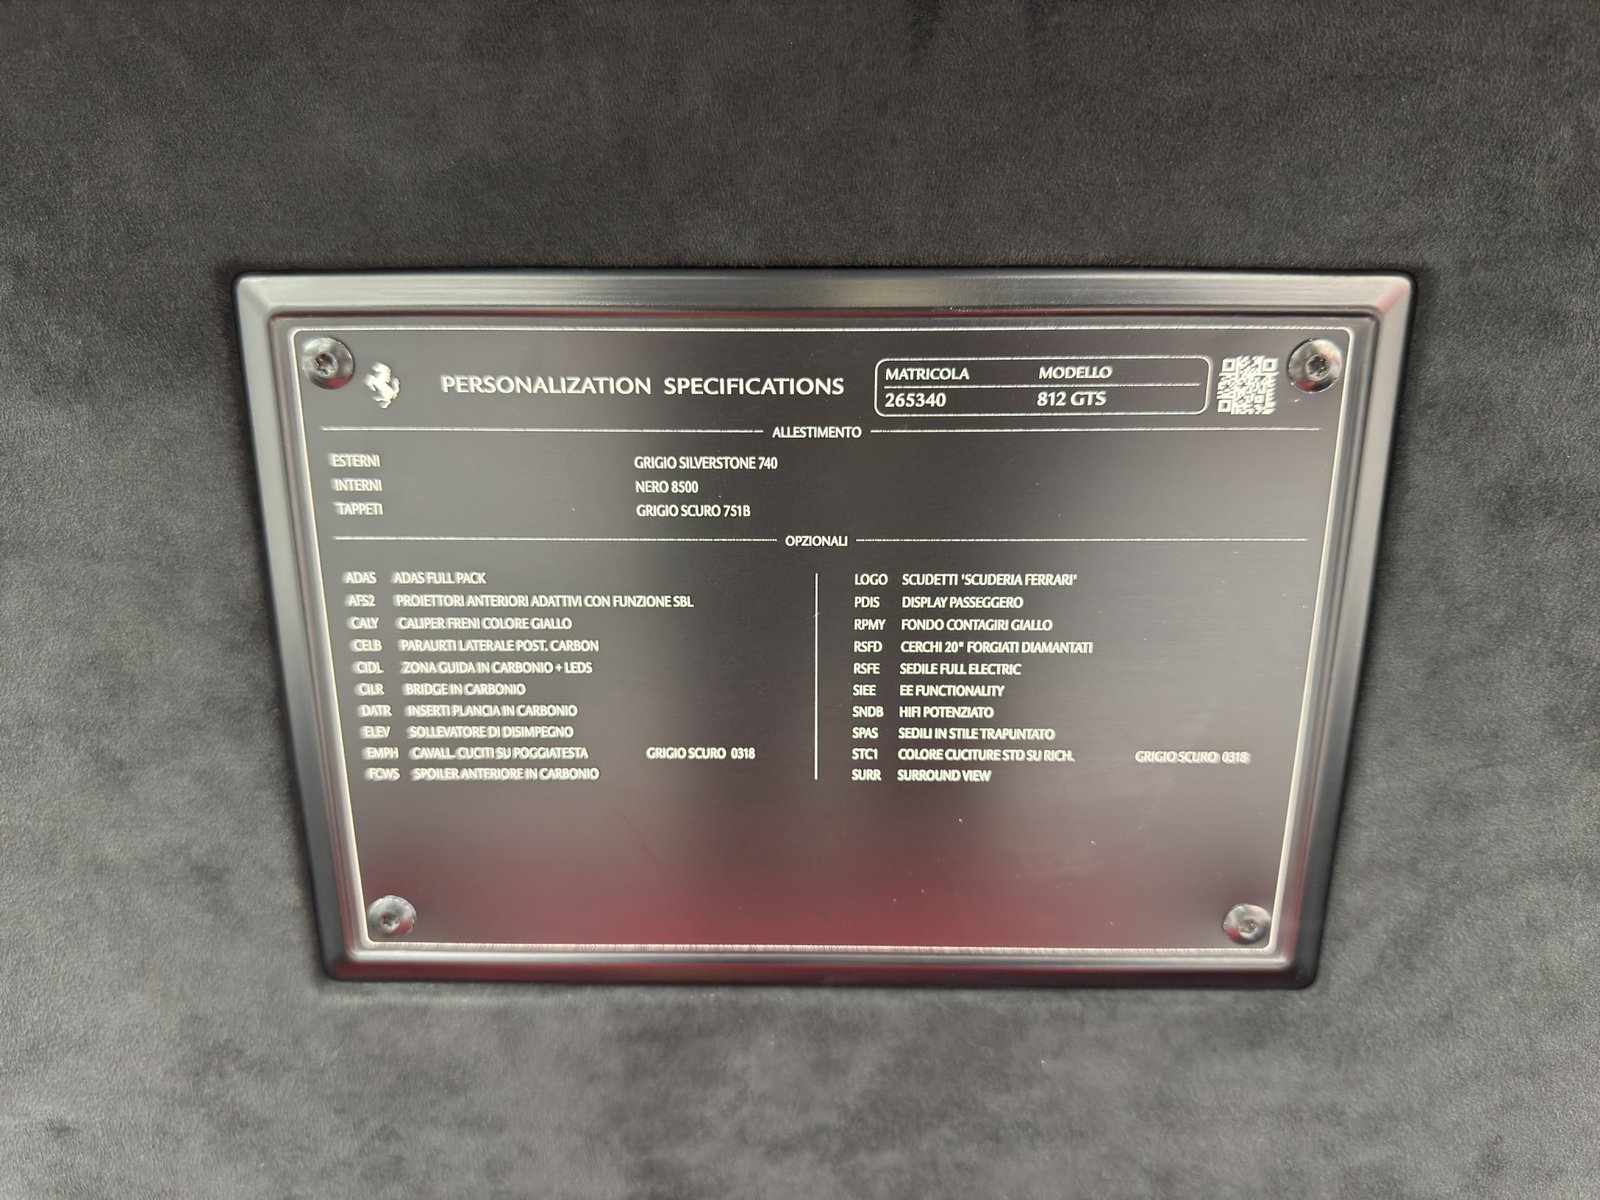 PERSONALIZATION SPECIFICATIONS
MATRICOLA MODELLO
265340 812 GTS
ALLESTIMENTO
ESTERNI GRIGIO SILVERSTONE 740
INTERNI NERO 8500
TAPPETI GRIGIO SCURO 751B
OPZIONALI
ADAS ADAS FULL PACK
AFS2 PROIETTORI ANTERIORI ADATTIVI CON FUNZIONE SBL
CALY CALIPER FRENI COLORE GIALLO
CELB PARAURTI LATERALE POST. CARBON
CIDL ZONA GUIDA IN CARBONIO + LEDS
CILR BRIDGE IN CARBONIO
DATR INSERTI PLANCIA IN CARBONIO
ELEV SOLLEVATORE DI DISIMPEGNO
EMPH CAVALL. CUCITI SU POGGIATESTA GRIGIO SCURO 0318
FCWS SPOILER ANTERIORE IN CARBONIO
LOGO SCUDETTI 'SCUDERIA FERRARI'
PDIS DISPLAY PASSEGGERO
RPMY FONDO CONTAGIRI GIALLO
RSFD CERCHI 20" FORGIATI DIAMANTATI
RSFE SEDILE FULL ELECTRIC
SIEE EE FUNCTIONALITY
SNDB HIFI POTENZIATO
SPAS SEDILI IN STILE TRAPUNTATO
STC1 COLORE CUCITURE STD SU RICH. GRIGIO SCURO 0318
SURR SURROUND VIEW